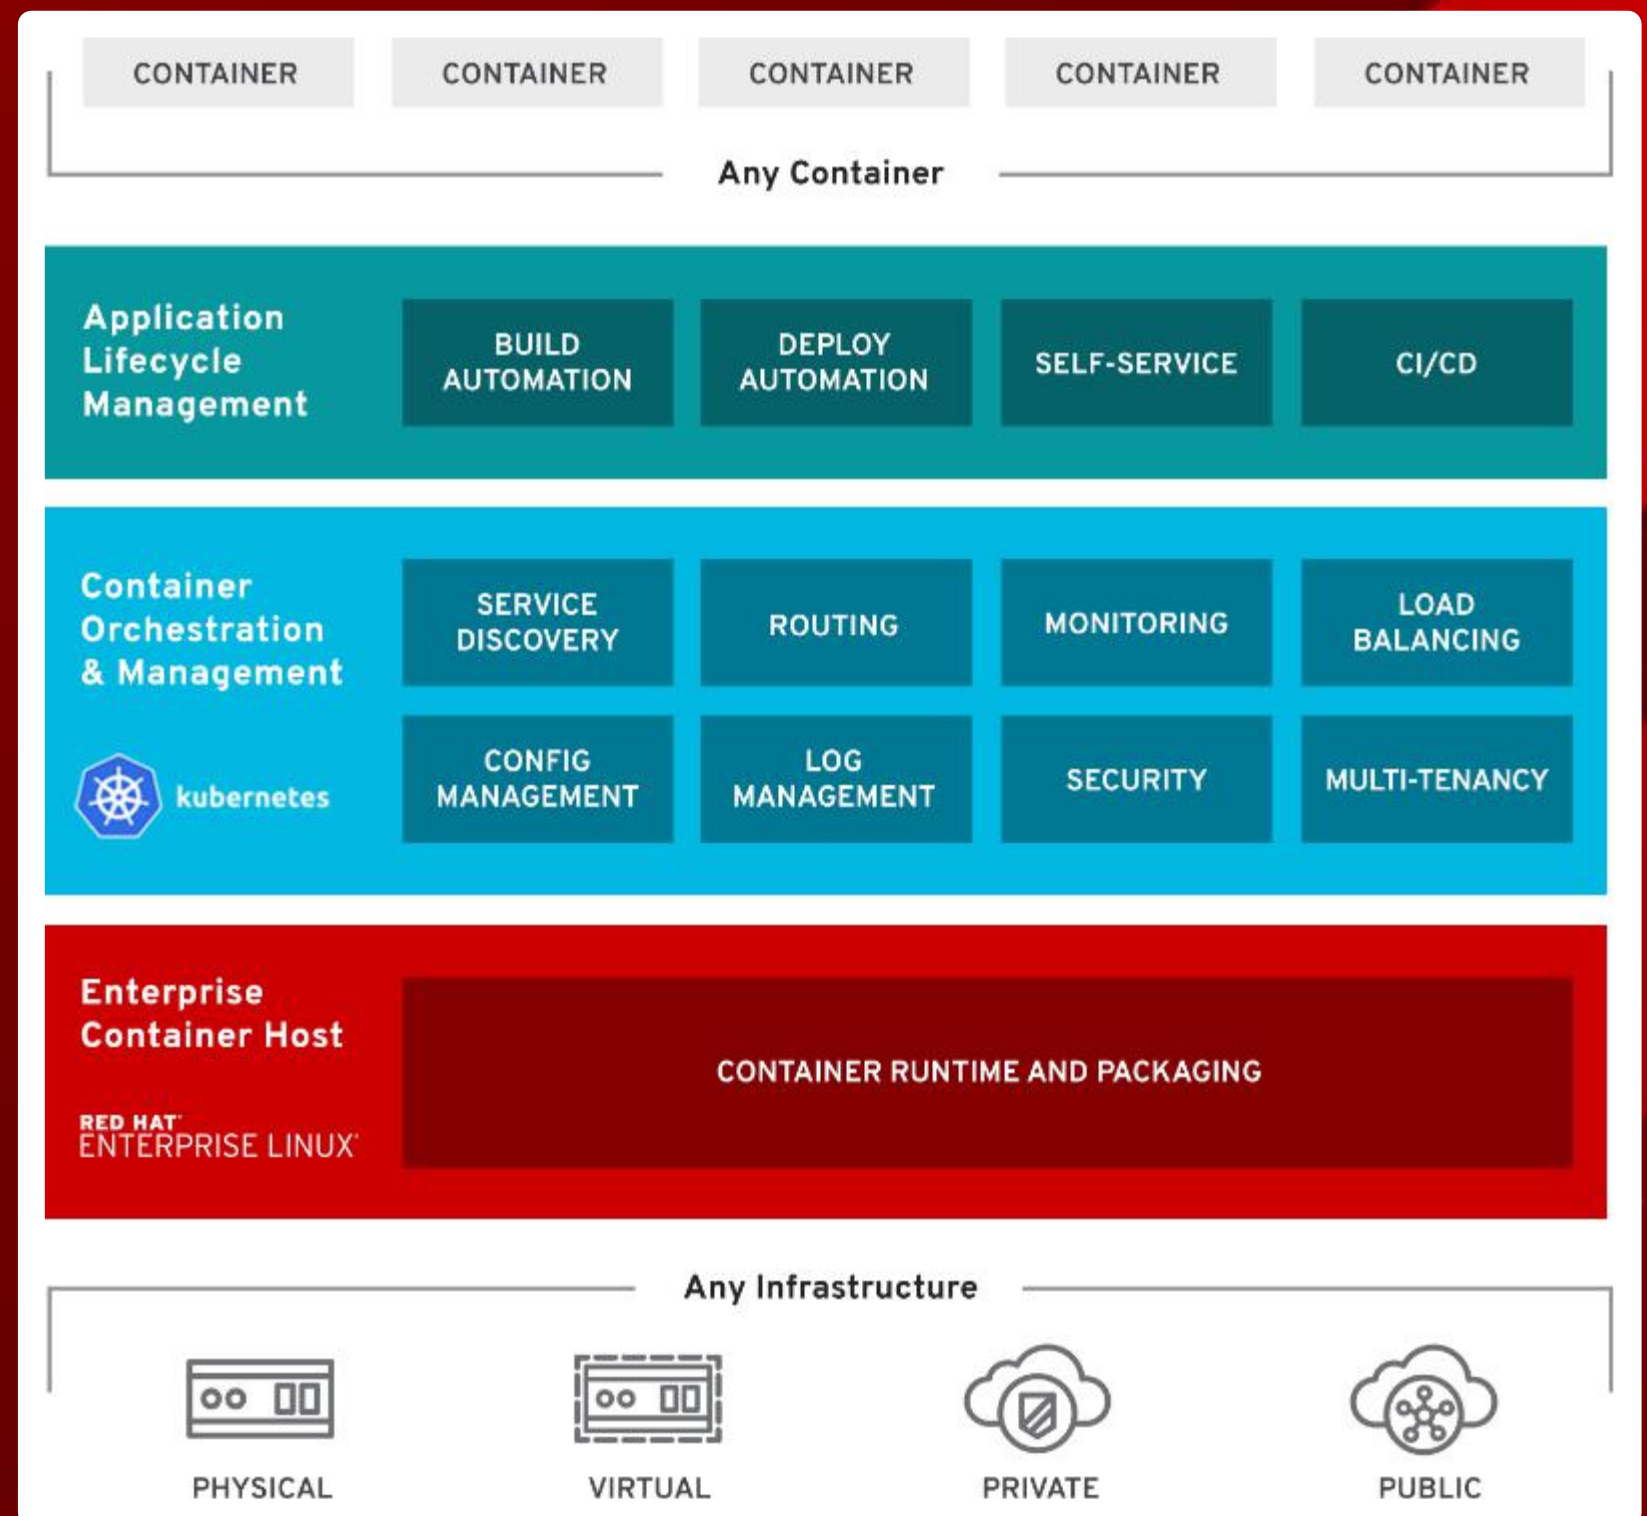 CONTAINER CONTAINER CONTAINER CONTAINER CONTAINER
Any Container
Application
Lifecycle
Management
BUILD
AUTOMATION
DEPLOY
AUTOMATION
SELF-SERVICE
CI/CD
Container
Orchestration
& Management
kubernetes
SERVICE
DISCOVERY
ROUTING
MONITORING
LOAD
BALANCING
CONFIG
MANAGEMENT
LOG
MANAGEMENT
SECURITY
MULTI-TENANCY
Enterprise
Container Host
RED HAT
ENTERPRISE LINUX
CONTAINER RUNTIME AND PACKAGING
Any Infrastructure
PHYSICAL VIRTUAL PRIVATE PUBLIC